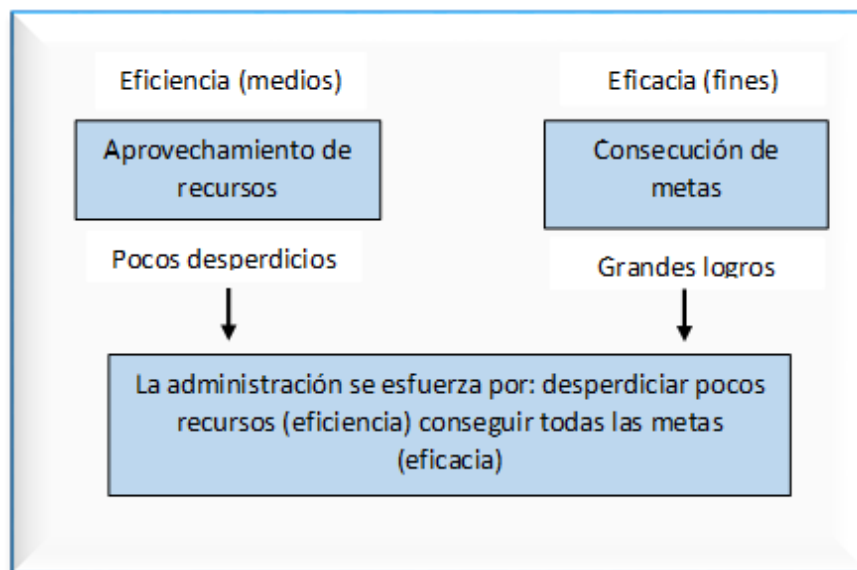 Eficiencia (medios)
Aprovechamiento de
recursos
Pocos desperdicios
Eficacia (fines)
Consecución de
metas
Grandes logros
La administración se esfuerza por: desperdiciar pocos
recursos (eficiencia) conseguir todas las metas
(eficacia)